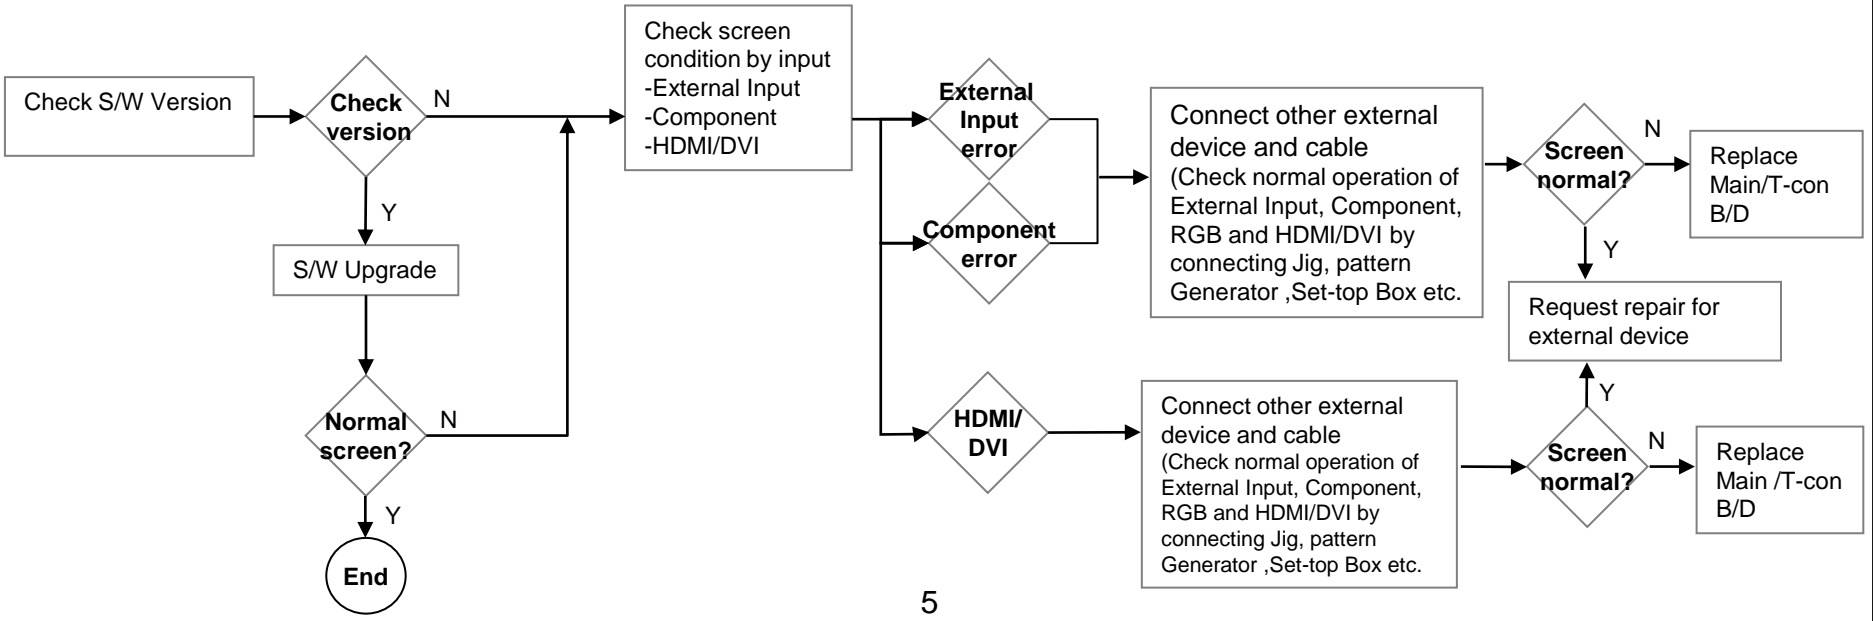 Check S/W Version
Check
version
N
Y
S/W Upgrade
Normal
screen?
N
Y
End
Check screen
condition by input
-External Input
-Component
-HDMI/DVI
External
Input
error
Component
error
HDMI/
DVI
Connect other external
device and cable
(Check normal operation of
External Input, Component,
RGB and HDMI/DVI by
connecting Jig, pattern
Generator ,Set-top Box etc.
Screen
normal?
N
Replace
Main/T-con
B/D
Y
Request repair for
external device
Connect other external
device and cable
(Check normal operation of
External Input, Component,
RGB and HDMI/DVI by
connecting Jig, pattern
Generator ,Set-top Box etc.
Y
Screen
normal?
N
Replace
Main /T-con
B/D
5